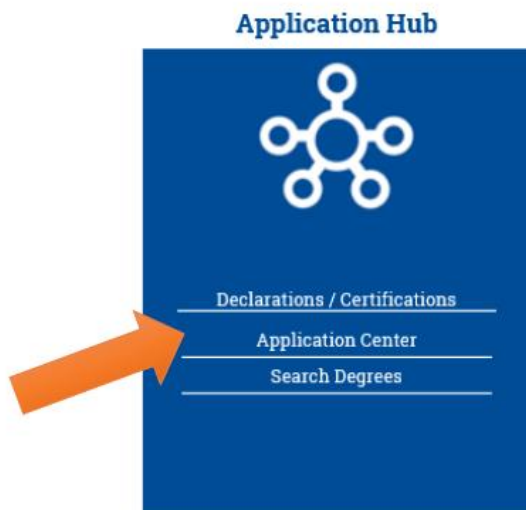 Application Hub
Declarations / Certifications
Application Center
Search Degrees